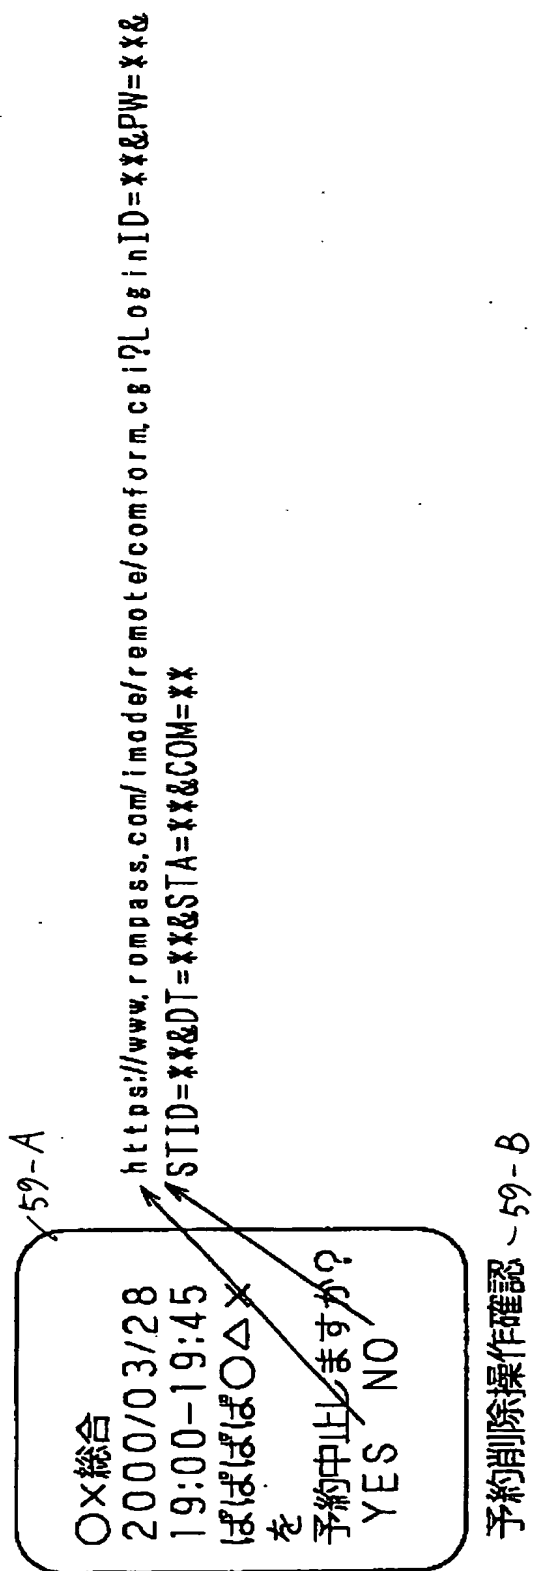 59-A
○×総合
2000/03/28
19:00-19:45
ぱぱぱぱ○△×
を
予約中止しますか?
YES NO
https://www.rompass.com/imode/remote/comform.cgi?LoginID=**&PW=**&
STID=**&DT=**&STA=**&COM=**
予約削除操作確認 ~59-B